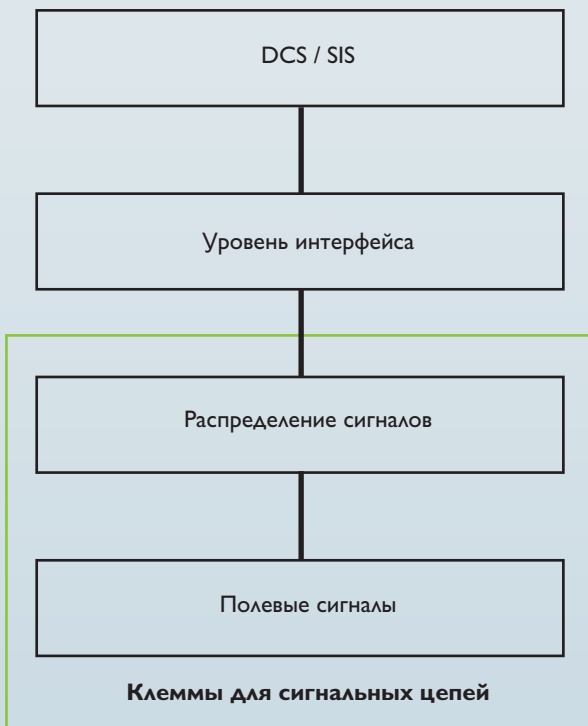 DCS / SIS
Уровень интерфейса
Распределение сигналов
Полевые сигналы
Клеммы для сигнальных цепей